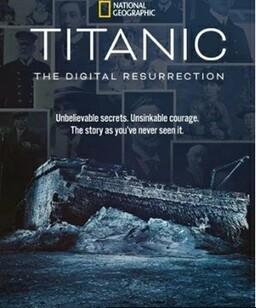 NATIONAL
GEOGRAPHIC
TITANIC
THE DIGITAL RESURRECTION
Unbelievable secrets. Unsinkable courage.
The story as you've never seen it.